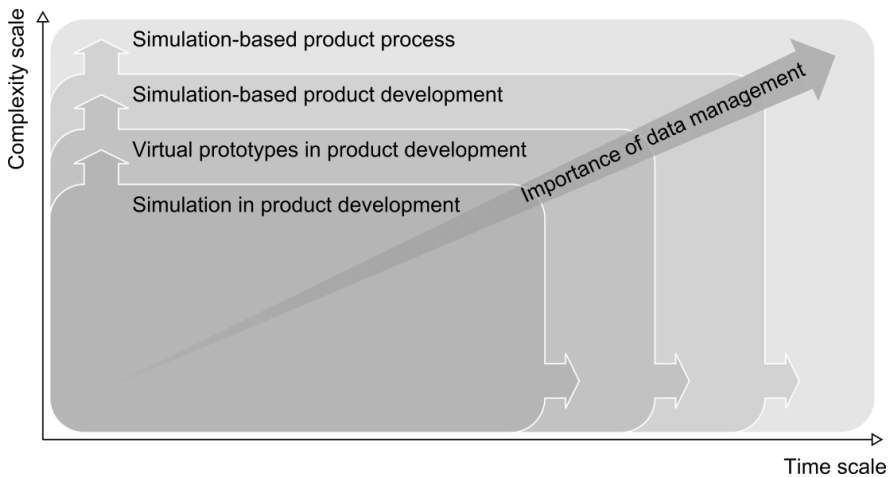 Complexity scale
Simulation-based product process
Simulation-based product development
Virtual prototypes in product development
Simulation in product development
Importance of data management
Time scale